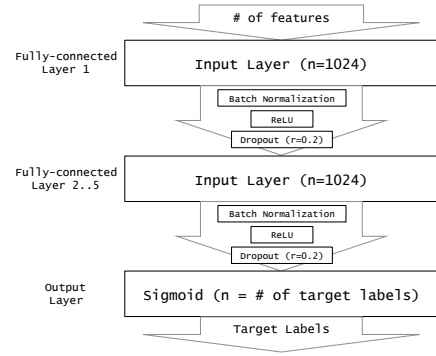 # of features
Fully-connected
Layer 1
Input Layer (n=1024)
Batch Normalization
ReLU
Dropout (r=0.2)
Fully-connected
Layer 2..5
Input Layer (n=1024)
Batch Normalization
ReLU
Dropout (r=0.2)
Output
Layer
Sigmoid (n = # of target labels)
Target Labels